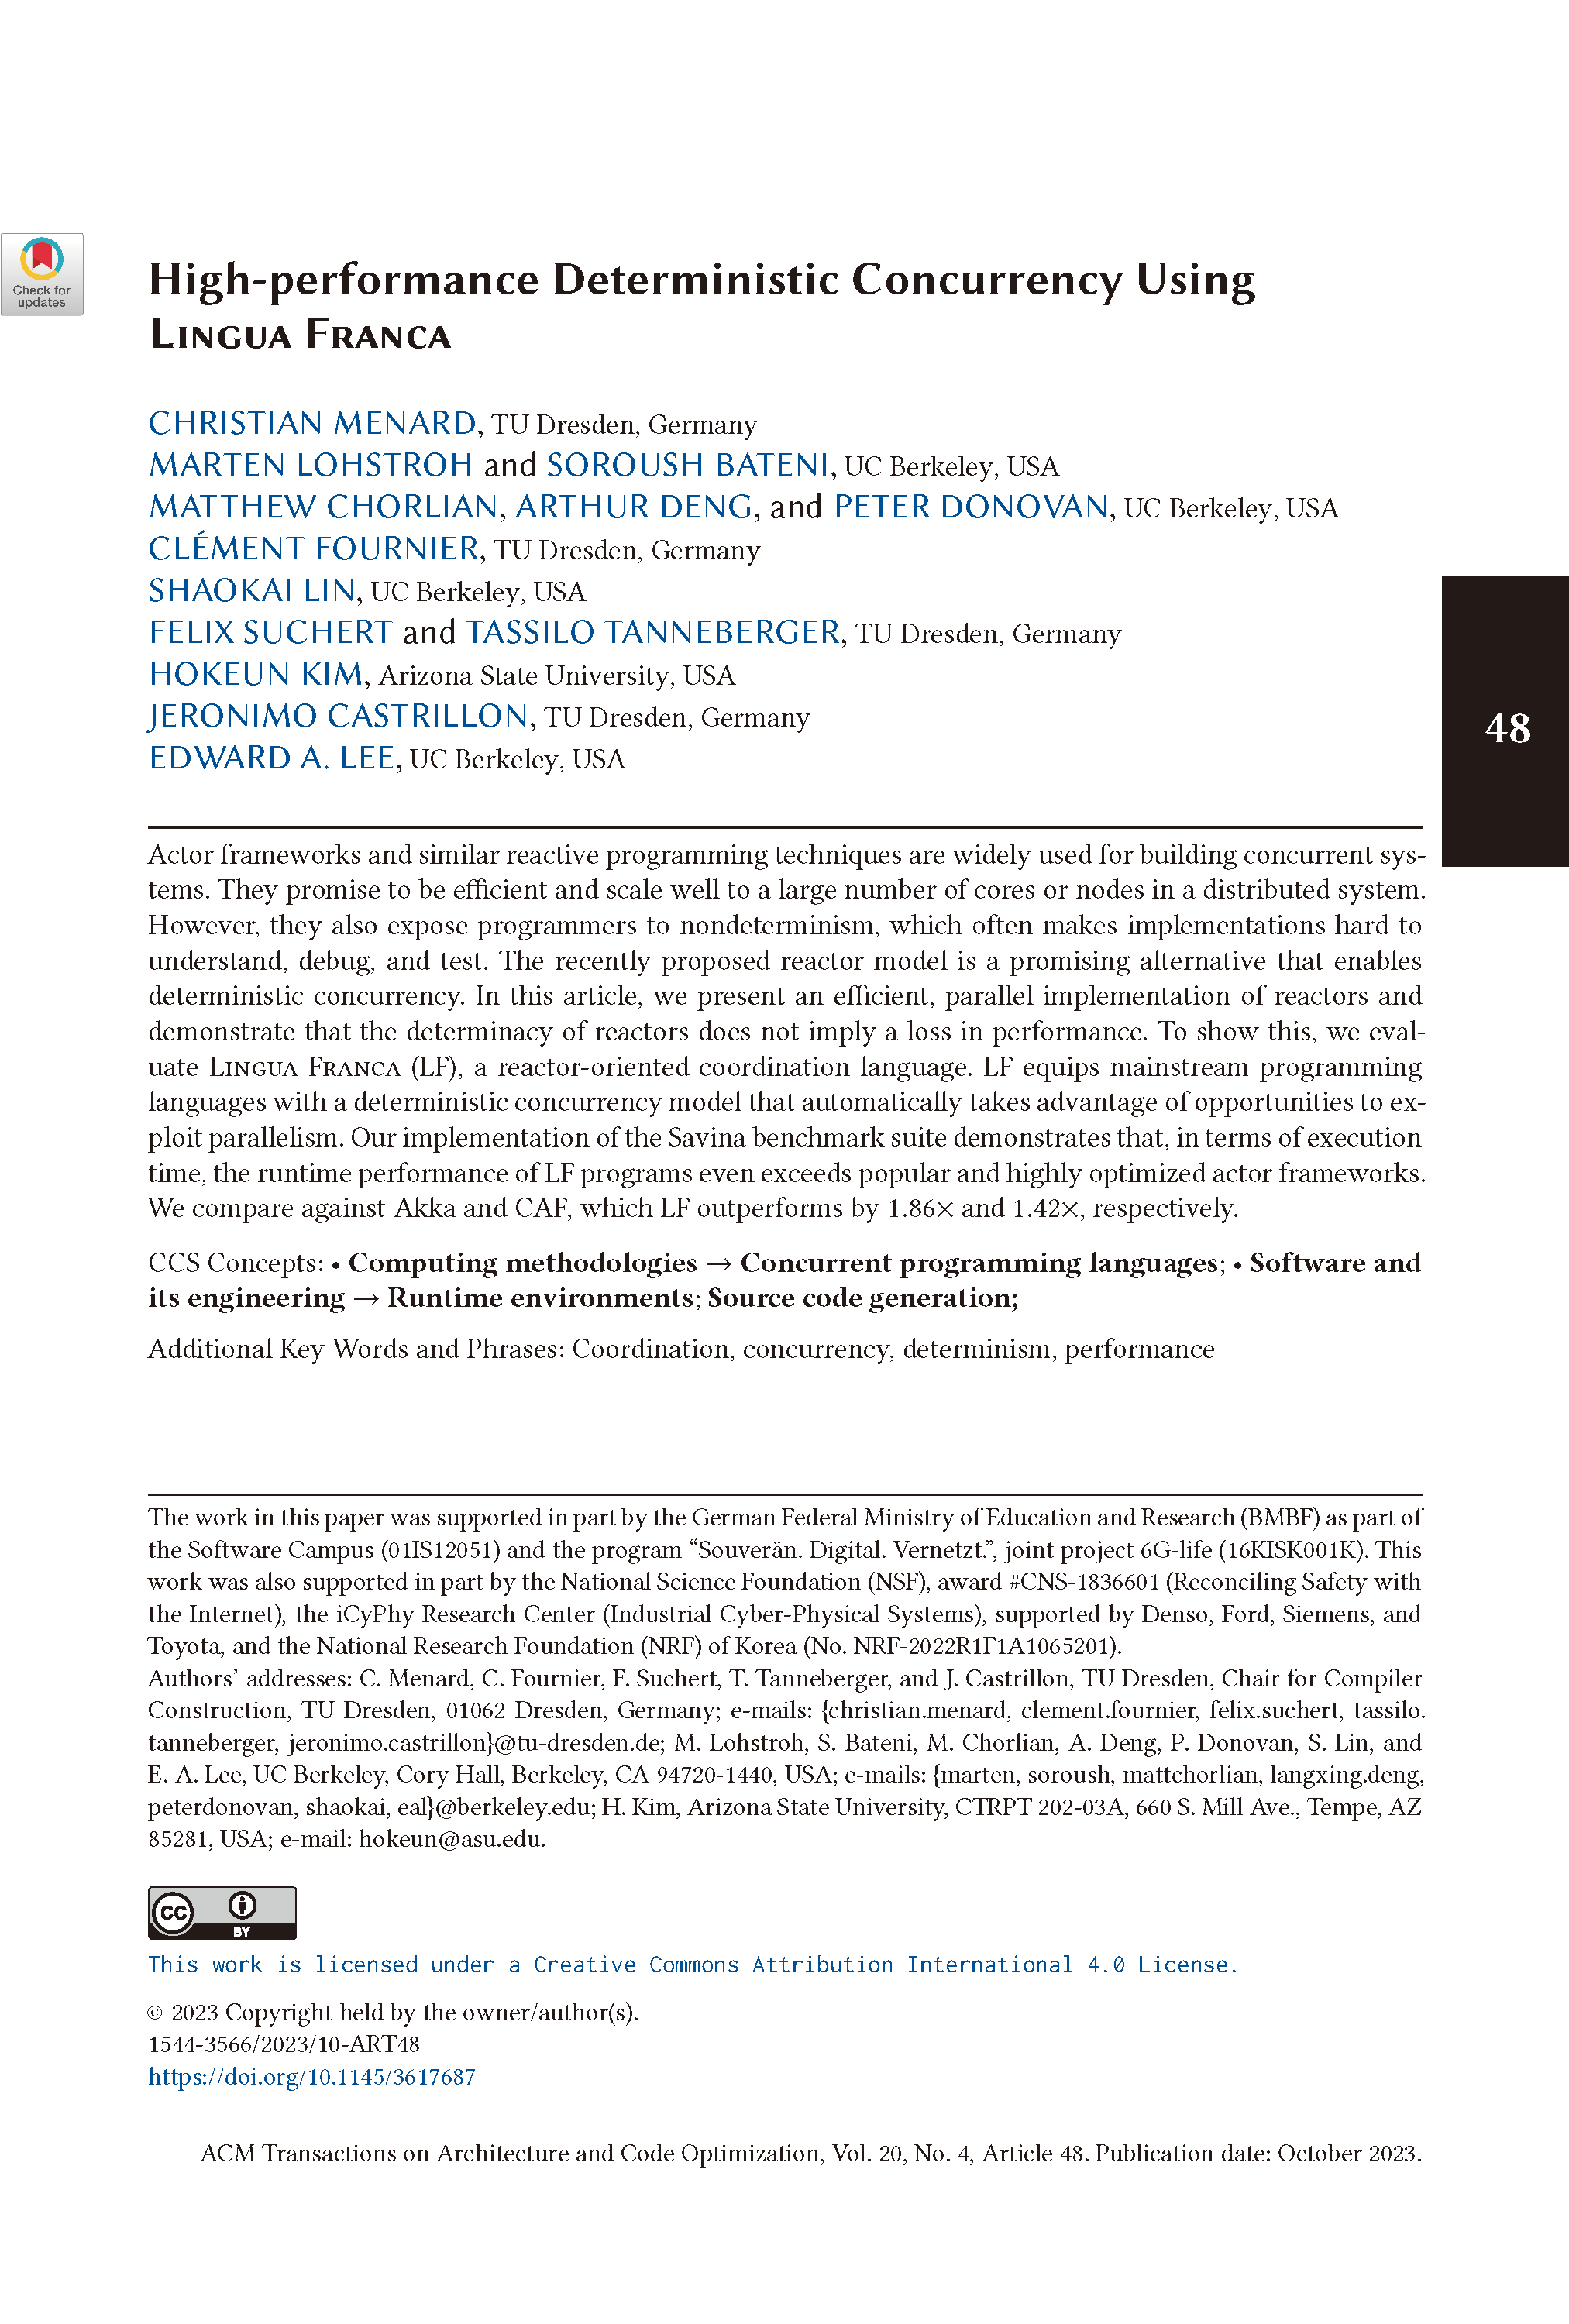 Check for
updates
High-performance Deterministic Concurrency Using
Lingua Franca
CHRISTIAN MENARD, TU Dresden, Germany
MARTEN LOHSTROH and SOROUSH BATENI, UC Berkeley, USA
MATTHEW CHORLIAN, ARTHUR DENG, and PETER DONOVAN, UC Berkeley, USA
CLÉMENT FOURNIER, TU Dresden, Germany
SHAOKAI LIN, UC Berkeley, USA
FELIX SUCHERT and TASSILO TANNEBERGER, TU Dresden, Germany
HOKEUN KIM, Arizona State University, USA
JERONIMO CASTRILLON, TU Dresden, Germany
EDWARD A. LEE, UC Berkeley, USA
48
Actor frameworks and similar reactive programming techniques are widely used for building concurrent sys-
tems. They promise to be efficient and scale well to a large number of cores or nodes in a distributed system.
However, they also expose programmers to nondeterminism, which often makes implementations hard to
understand, debug, and test. The recently proposed reactor model is a promising alternative that enables
deterministic concurrency. In this article, we present an efficient, parallel implementation of reactors and
demonstrate that the determinacy of reactors does not imply a loss in performance. To show this, we eval-
uate Lingua Franca (LF), a reactor-oriented coordination language. LF equips mainstream programming
languages with a deterministic concurrency model that automatically takes advantage of opportunities to ex-
ploit parallelism. Our implementation of the Savina benchmark suite demonstrates that, in terms of execution
time, the runtime performance of LF programs even exceeds popular and highly optimized actor frameworks.
We compare against Akka and CAF, which LF outperforms by 1.86× and 1.42×, respectively.
CCS Concepts: • Computing methodologies → Concurrent programming languages; • Software and
its engineering → Runtime environments; Source code generation;
Additional Key Words and Phrases: Coordination, concurrency, determinism, performance
The work in this paper was supported in part by the German Federal Ministry of Education and Research (BMBF) as part of
the Software Campus (01IS12051) and the program “Souverän. Digital. Vernetzt.”, joint project 6G-life (16KISK001K). This
work was also supported in part by the National Science Foundation (NSF), award #CNS-1836601 (Reconciling Safety with
the Internet), the iCyPhy Research Center (Industrial Cyber-Physical Systems), supported by Denso, Ford, Siemens, and
Toyota, and the National Research Foundation (NRF) of Korea (No. NRF-2022R1F1A1065201).
Authors’ addresses: C. Menard, C. Fournier, F. Suchert, T. Tanneberger, and J. Castrillon, TU Dresden, Chair for Compiler
Construction, TU Dresden, 01062 Dresden, Germany; e-mails: {christian.menard, clement.fournier, felix.suchert, tassilo.
tanneberger, jeronimo.castrillon}@tu-dresden.de; M. Lohstroh, S. Bateni, M. Chorlian, A. Deng, P. Donovan, S. Lin, and
E. A. Lee, UC Berkeley, Cory Hall, Berkeley, CA 94720-1440, USA; e-mails: {marten, soroush, mattchorlian, langxing.deng,
peterdonovan, shaokai, eal}@berkeley.edu; H. Kim, Arizona State University, CTRPT 202-03A, 660 S. Mill Ave., Tempe, AZ
85281, USA; e-mail: hokeun@asu.edu.
CC BY
This work is licensed under a Creative Commons Attribution International 4.0 License.
© 2023 Copyright held by the owner/author(s).
1544-3566/2023/10-ART48
https://doi.org/10.1145/3617687
ACM Transactions on Architecture and Code Optimization, Vol. 20, No. 4, Article 48. Publication date: October 2023.